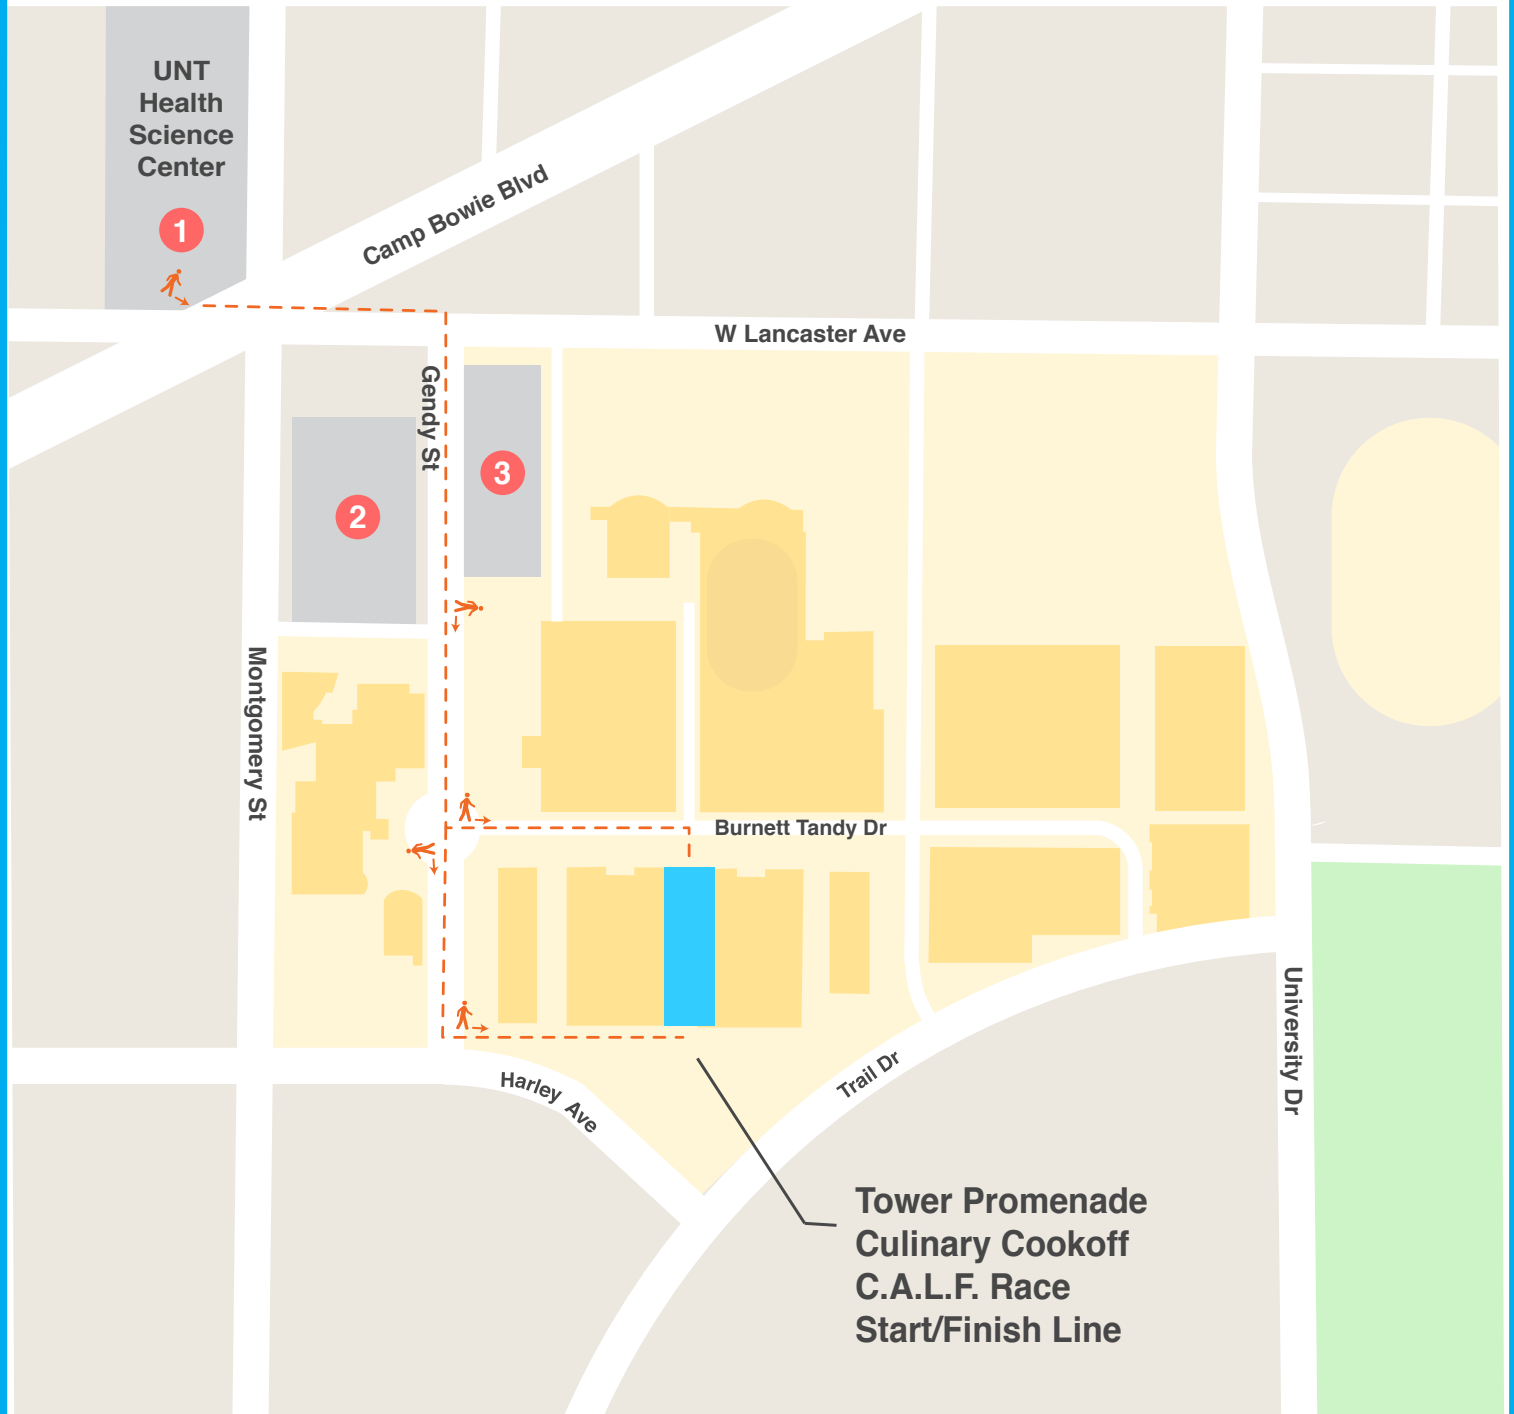 UNT
Health
Science
Center
1
Camp Bowie Blvd
W Lancaster Ave
Gendy St
3
2
Montgomery St
Burnett Tandy Dr
University Dr
Trail Dr
Harley Ave
Tower Promenade
Culinary Cookoff
C.A.L.F. Race
Start/Finish Line